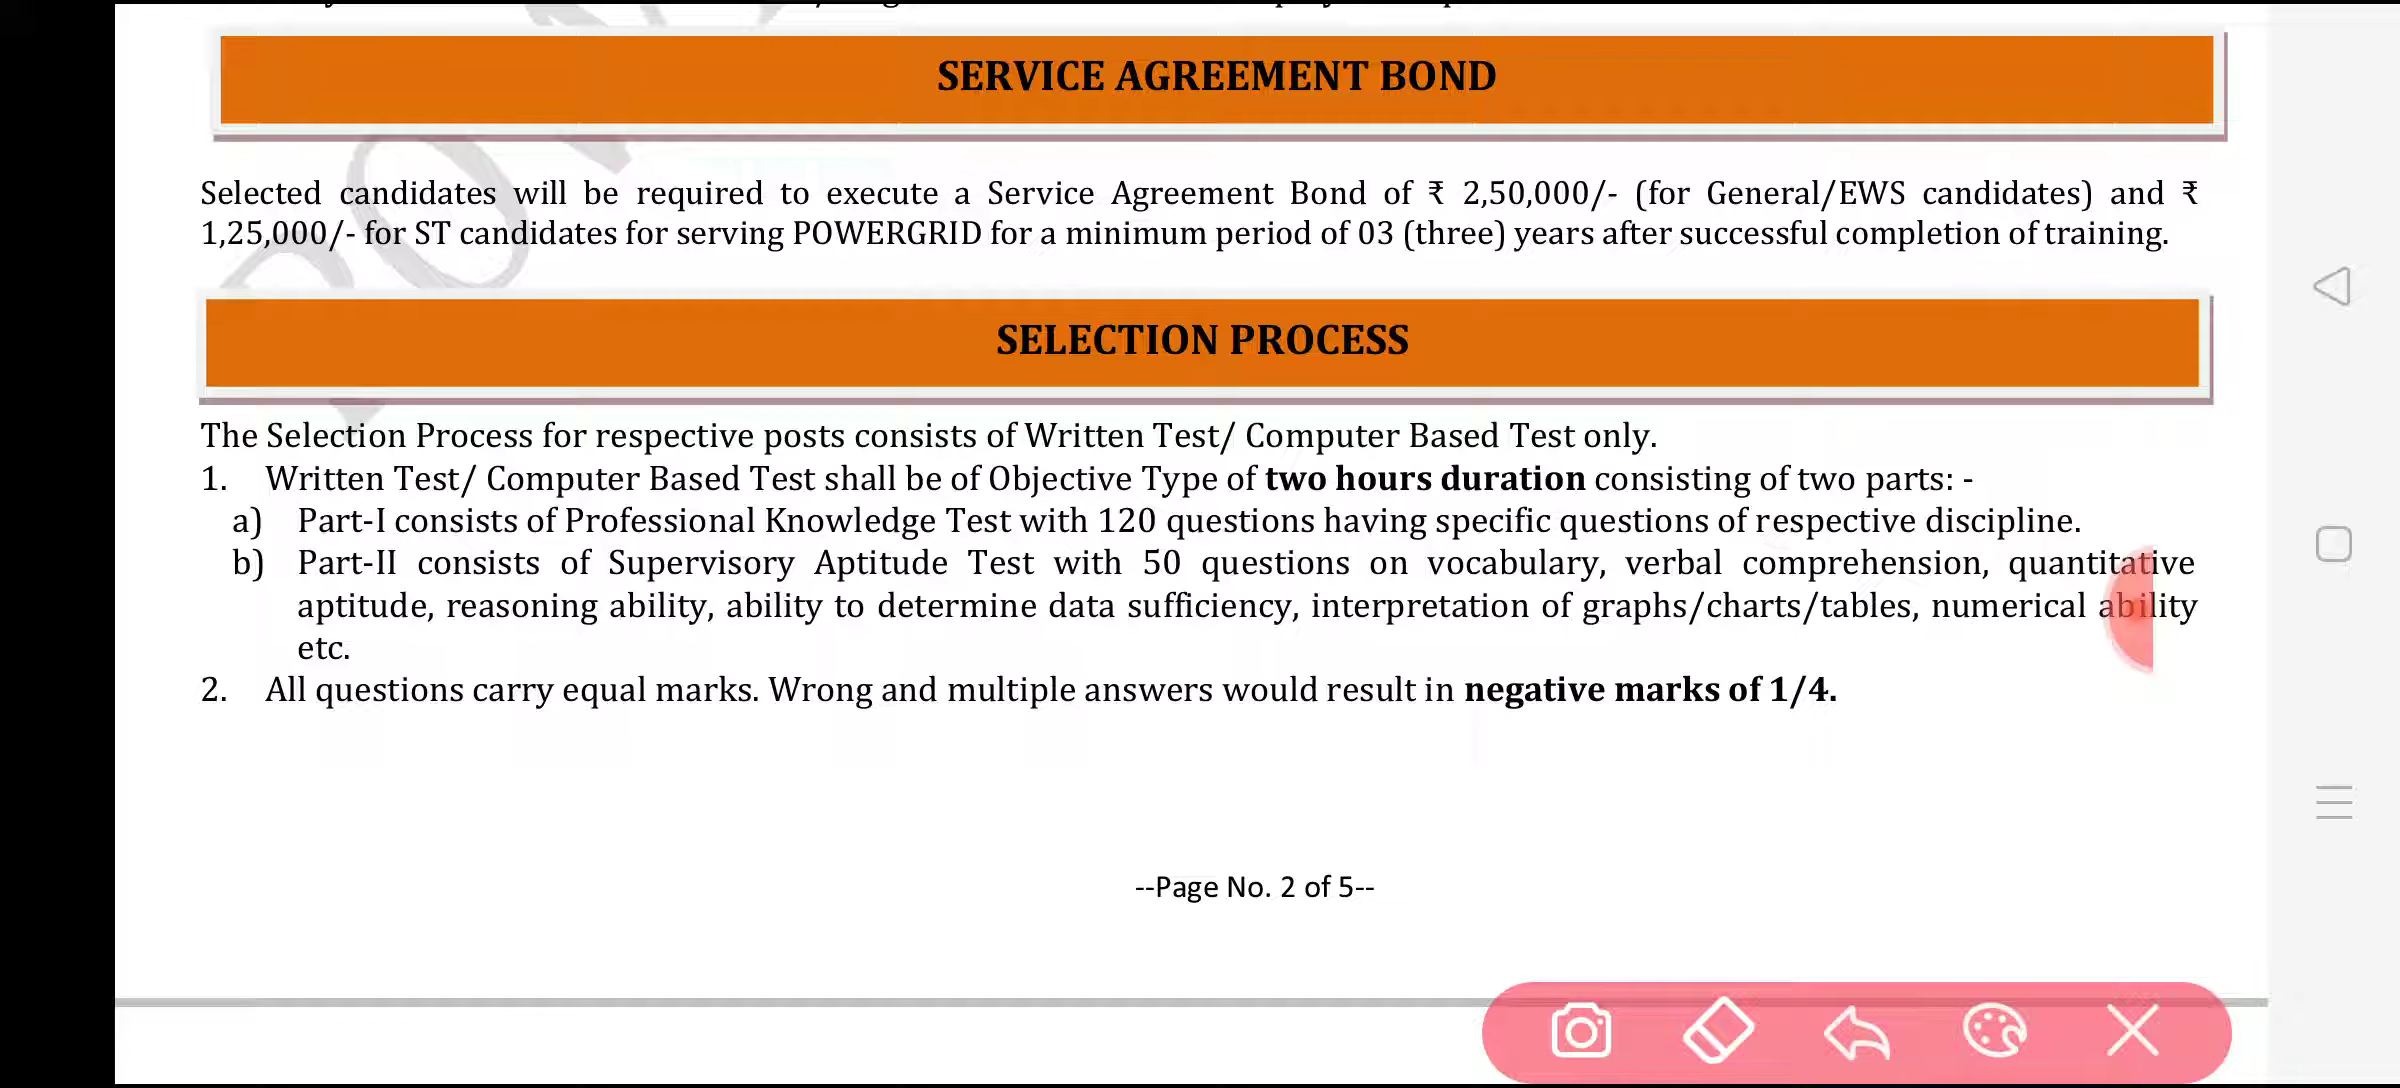 SERVICE AGREEMENT BOND
Selected candidates will be required to execute a Service Agreement Bond of ₹ 2,50,000/- (for General/EWS candidates) and ₹
1,25,000/- for ST candidates for serving POWERGRID for a minimum period of 03 (three) years after successful completion of training.
SELECTION PROCESS
The Selection Process for respective posts consists of Written Test/ Computer Based Test only.
1. Written Test/ Computer Based Test shall be of Objective Type of two hours duration consisting of two parts: -
a) Part-I consists of Professional Knowledge Test with 120 questions having specific questions of respective discipline.
b) Part-II consists of Supervisory Aptitude Test with 50 questions on vocabulary, verbal comprehension, quantitative
aptitude, reasoning ability, ability to determine data sufficiency, interpretation of graphs/charts/tables, numerical ability
etc.
2. All questions carry equal marks. Wrong and multiple answers would result in negative marks of 1/4.
--Page No. 2 of 5--